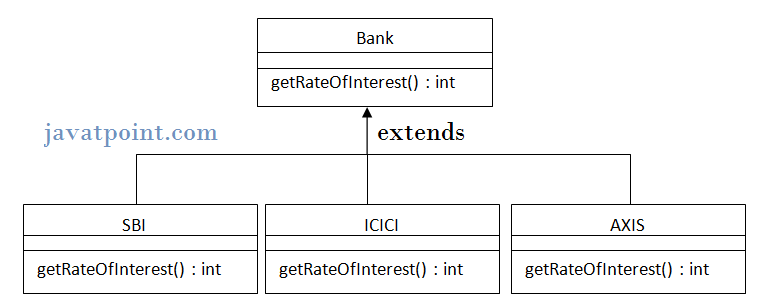 Bank
getRateOfInterest() : int
javatpoint.com
extends
SBI
ICICI
AXIS
getRateOfInterest() : int
getRateOfInterest() : int
getRateOfInterest() : int